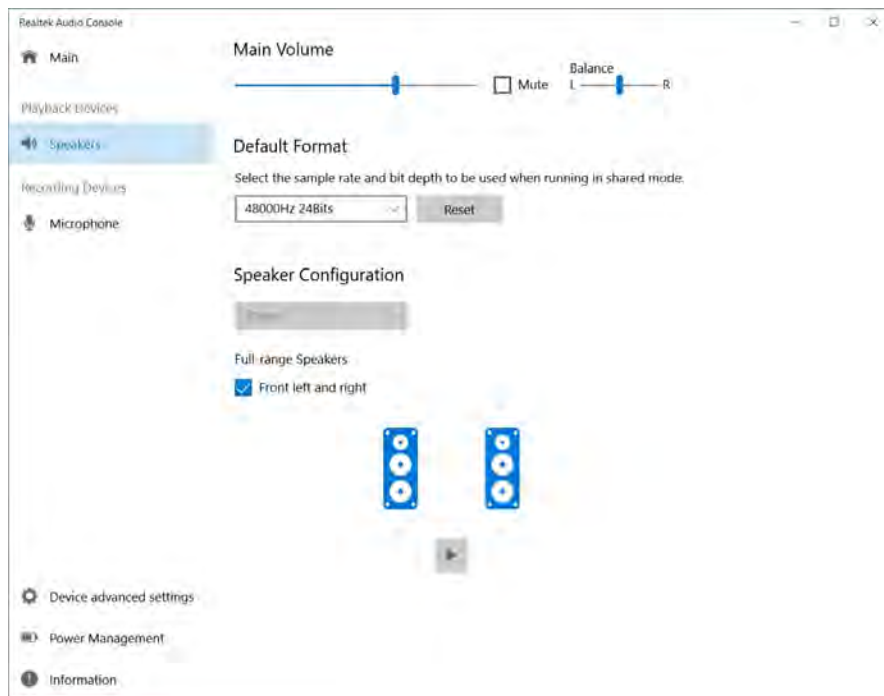 Realtek Audio Console
Main
Playback Devices
Speakers
Recording Devices
Microphone
Main Volume
Mute
Balance
L
R
Default Format
Select the sample rate and bit depth to be used when running in shared mode.
48000Hz 24Bits
Reset
Speaker Configuration
Full-range Speakers
Front left and right
Device advanced settings
Power Management
Information